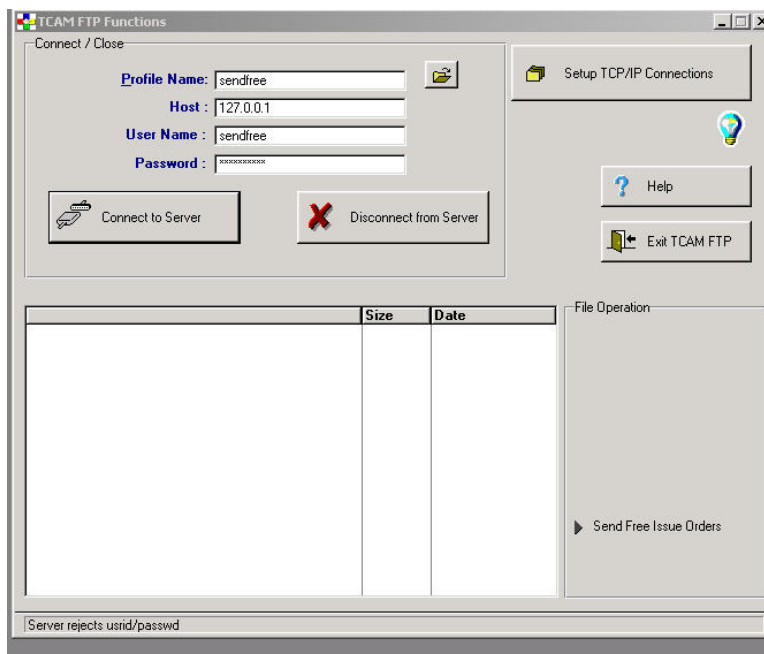 TCAM FTP Functions
Connect / Close
Profile Name: sendfree
Host : 127.0.0.1
User Name : sendfree
Password : **********
Connect to Server
Disconnect from Server
Setup TCP/IP Connections
? Help
Exit TCAM FTP
Size Date
File Operation
Send Free Issue Orders
Server rejects usrid/passwd